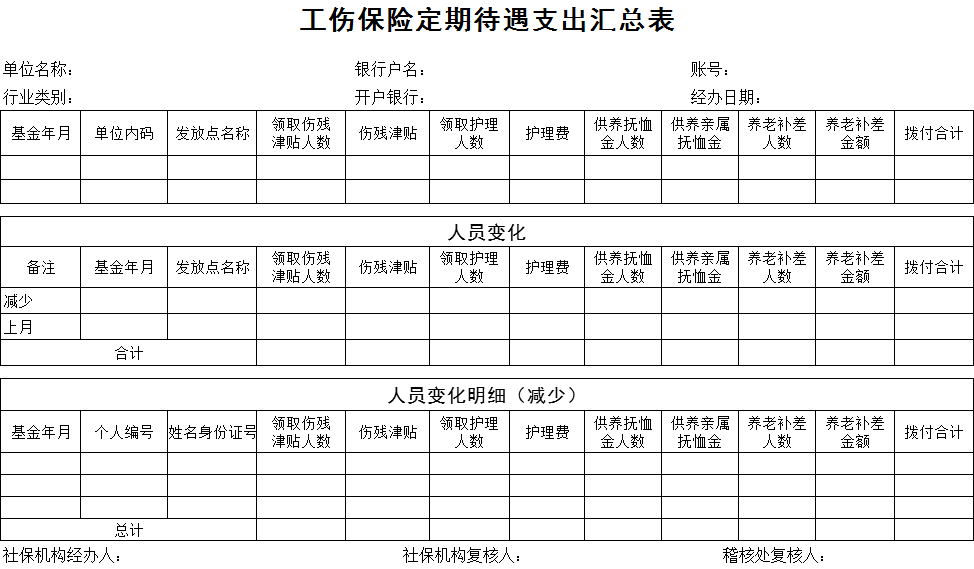 工伤保险定期待遇支出汇总表
单位名称： 银行户名： 账号：
行业类别： 开户银行： 经办日期：
基金年月 单位内码 发放点名称 领取伤残津贴人数 伤残津贴 领取护理人数 护理费 供养抚恤金人数 供养亲属抚恤金 养老补差人数 养老补差金额 拨付合计
人员变化
备注 基金年月 发放点名称 领取伤残津贴人数 伤残津贴 领取护理人数 护理费 供养抚恤金人数 供养亲属抚恤金 养老补差人数 养老补差金额 拨付合计
减少
上月
合计
人员变化明细（减少）
基金年月 个人编号 姓名身份证号 领取伤残津贴人数 伤残津贴 领取护理人数 护理费 供养抚恤金人数 供养亲属抚恤金 养老补差人数 养老补差金额 拨付合计
总计
社保机构经办人： 社保机构复核人： 稽核处复核人：